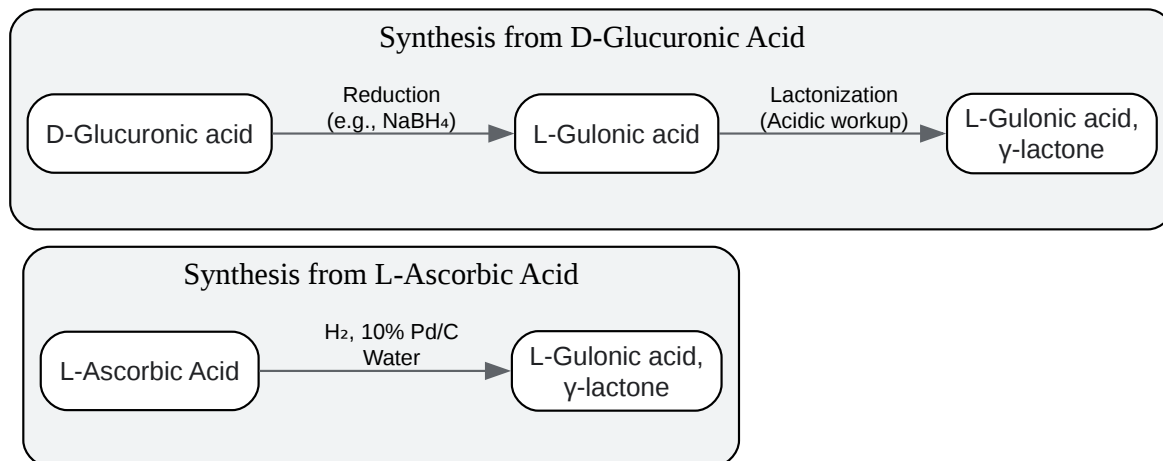 Synthesis from D-Glucuronic Acid
D-Glucuronic acid
Reduction
(e.g., NaBH₄)
L-Gulonic acid
Lactonization
(Acidic workup)
L-Gulonic acid,
γ-lactone
Synthesis from L-Ascorbic Acid
L-Ascorbic Acid
H₂, 10% Pd/C
Water
L-Gulonic acid,
γ-lactone